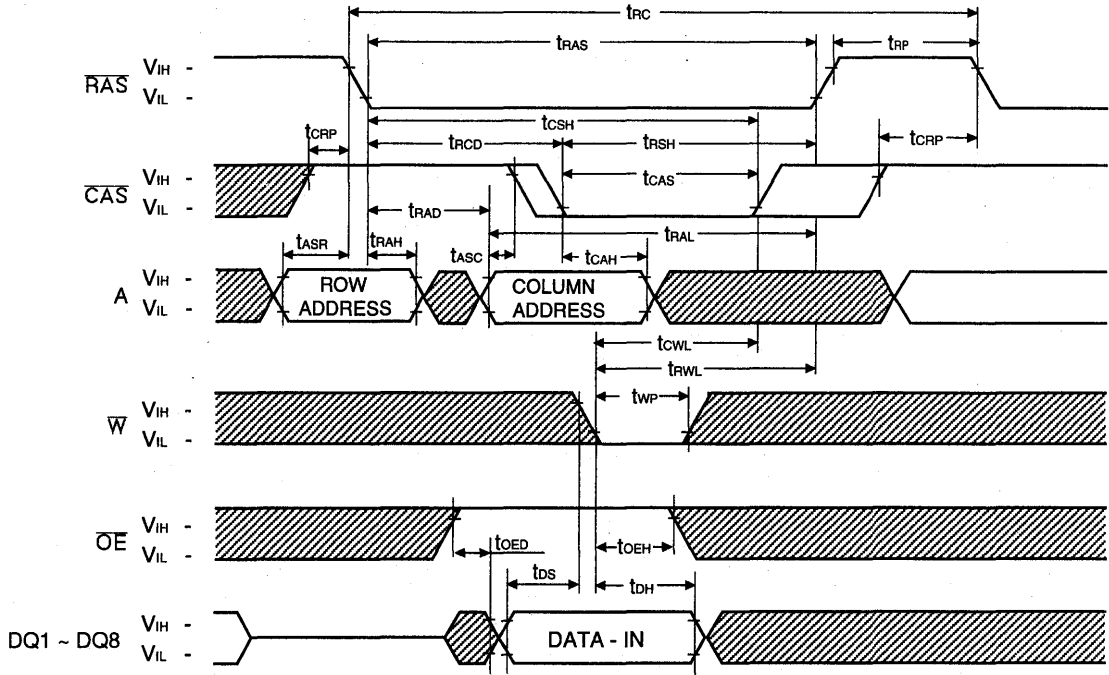 tRC
tRAS
tRP
RAS
VIH -
VIL -
tCSH
tCRP
tRCD
tRSH
tCRP
CAS
VIH -
VIL -
tCAS
tRAD
tRAL
tASR
tRAH
tASC
tCAH
A
VIH -
VIL -
ROW
ADDRESS
COLUMN
ADDRESS
tCWL
tRWL
tWP
W
VIH -
VIL -
OE
VIH -
VIL -
tOED
tOEH
tDS
tDH
DQ1 ~ DQ8
VIH -
VIL -
DATA - IN